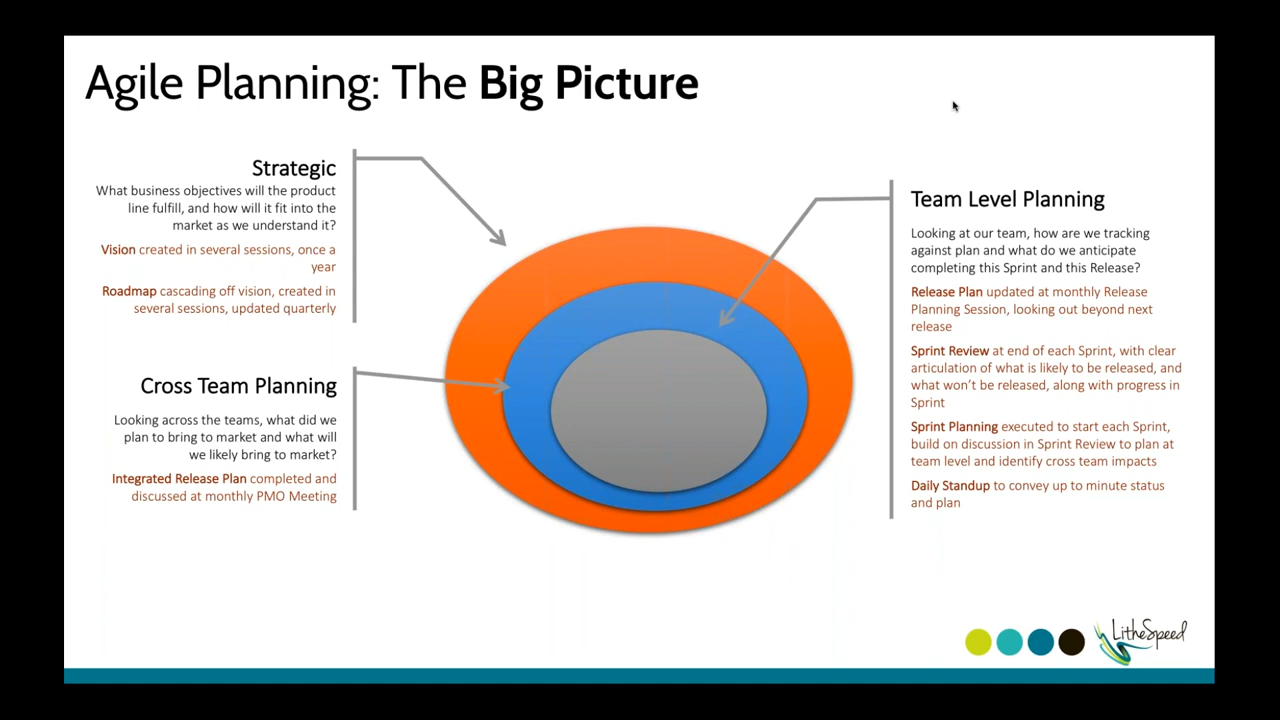 Agile Planning: The Big Picture
Strategic
What business objectives will the product
line fulfill, and how will it fit into the
market as we understand it?
Vision created in several sessions, once a
year
Roadmap cascading off vision, created in
several sessions, updated quarterly
Cross Team Planning
Looking across the teams, what did we
plan to bring to market and what will
we likely bring to market?
Integrated Release Plan completed and
discussed at monthly PMO Meeting
Team Level Planning
Looking at our team, how are we tracking
against plan and what do we anticipate
completing this Sprint and this Release?
Release Plan updated at monthly Release
Planning Session, looking out beyond next
release
Sprint Review at end of each Sprint, with clear
articulation of what is likely to be released, and
what won't be released, along with progress in
Sprint
Sprint Planning executed to start each Sprint,
build on discussion in Sprint Review to plan at
team level and identify cross team impacts
Daily Standup to convey up to minute status
and plan
LitheSpeed